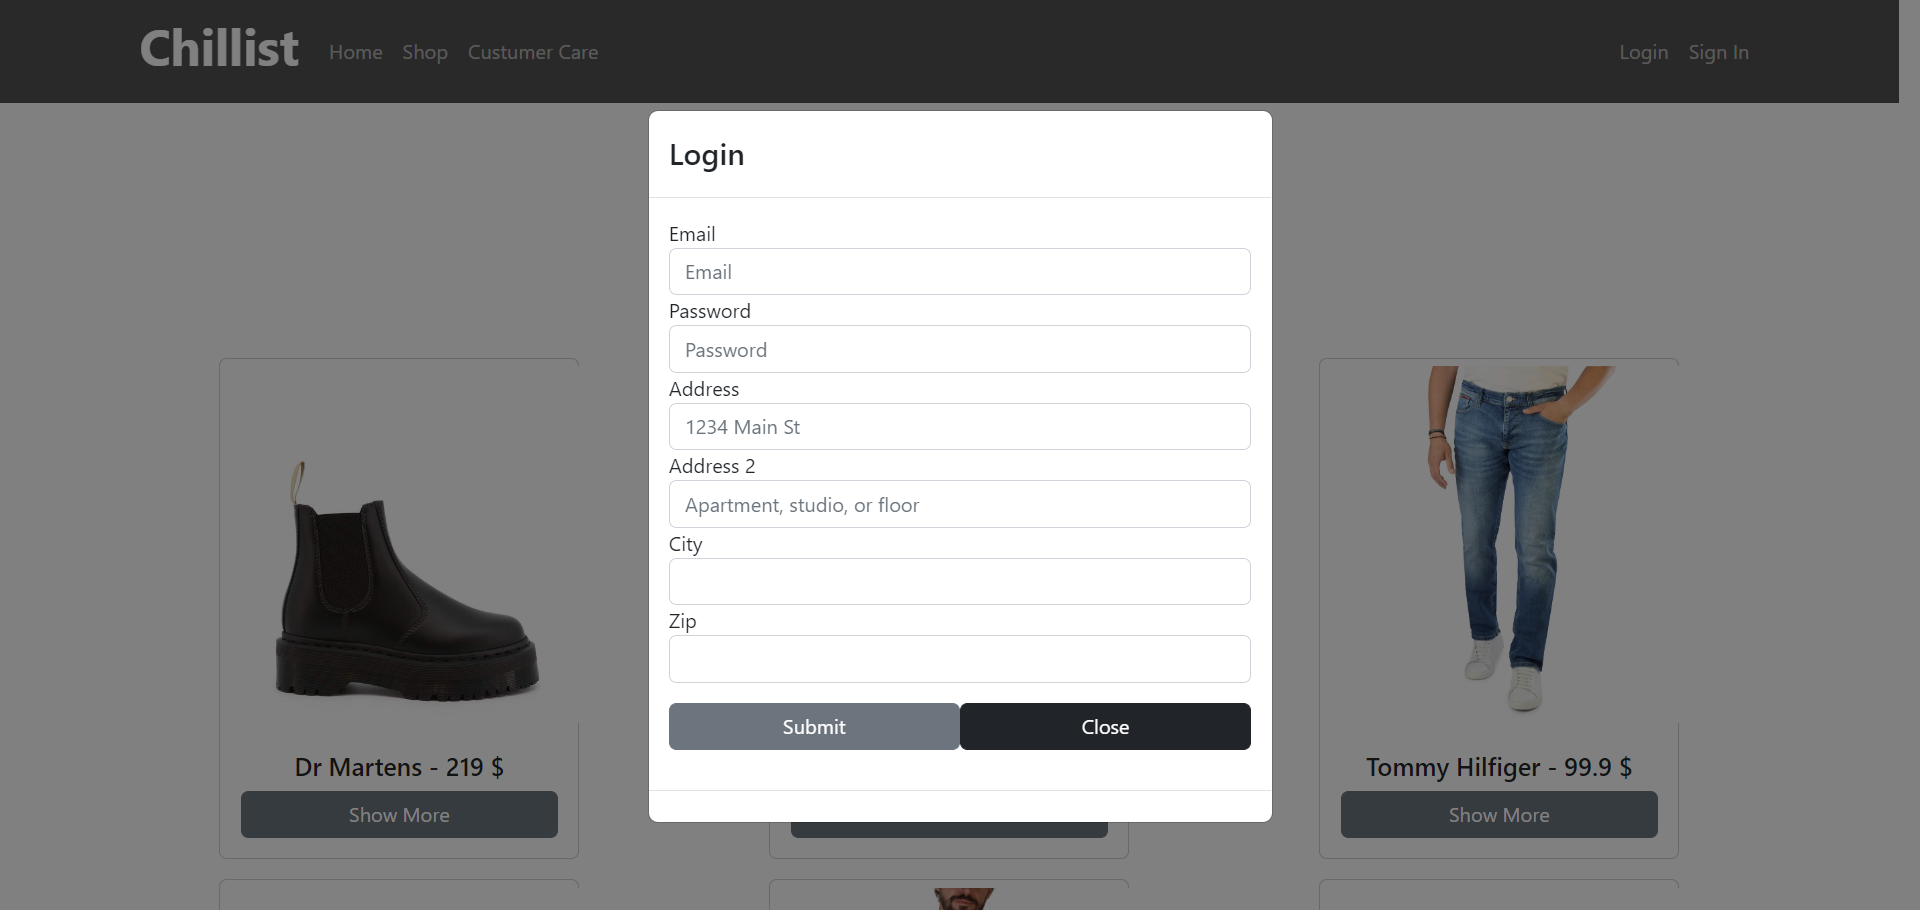 Chillist Home Shop Custumer Care Login Sign In
Login
Email
Email
Password
Password
Address
1234 Main St
Address 2
Apartment, studio, or floor
City
Zip
Submit Close
Dr Martens - 219 $
Show More
Tommy Hilfiger - 99.9 $
Show More